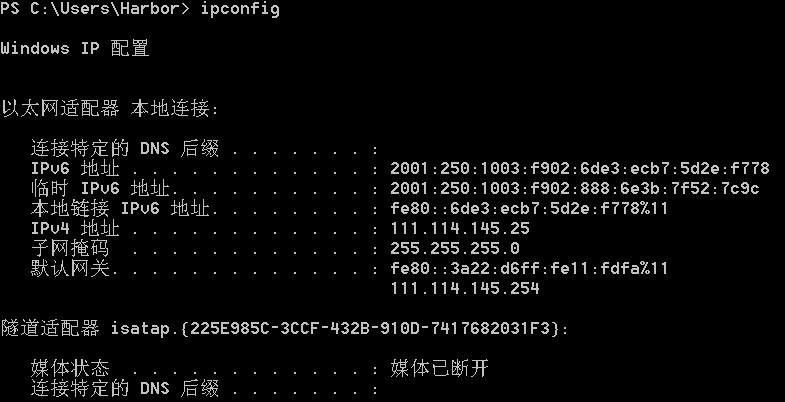 PS C:\Users\Harbor> ipconfig
Windows IP 配置
以太网适配器 本地连接:
连接特定的 DNS 后缀 . . . . . . . :
IPv6 地址 . . . . . . . . . . . . : 2001:250:1003:f902:6de3:ecb7:5d2e:f778
临时 IPv6 地址. . . . . . . . . . : 2001:250:1003:f902:888:6e3b:7f52:7c9c
本地链接 IPv6 地址. . . . . . . . : fe80::6de3:ecb7:5d2e:f778%11
IPv4 地址 . . . . . . . . . . . . : 111.114.145.25
子网掩码 . . . . . . . . . . . . : 255.255.255.0
默认网关. . . . . . . . . . . . . : fe80::3a22:d6ff:fe11:fdfa%11
111.114.145.254
隧道适配器 isatap.{225E985C-3CCF-432B-910D-7417682031F3}:
媒体状态 . . . . . . . . . . . . : 媒体已断开
连接特定的 DNS 后缀 . . . . . . . :